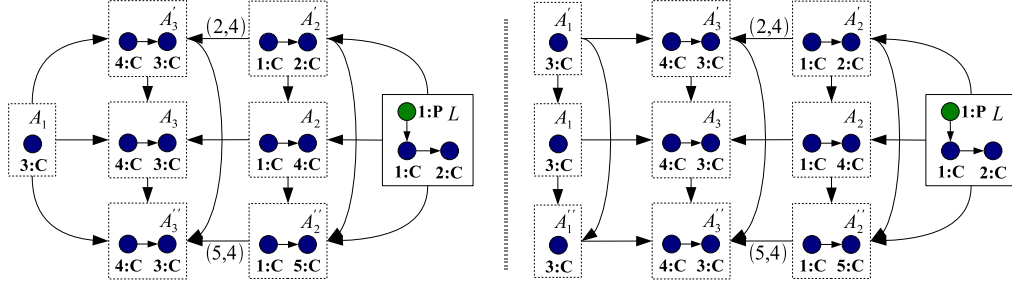 A₃′ (2,4) A₂′ A₁′ A₃′ (2,4) A₂′
4:C 3:C 1:C 2:C 3:C 4:C 3:C 1:C 2:C
A₁ A₃ A₂ 1:P L A₁ A₃ A₂ 1:P L
3:C 4:C 3:C 1:C 4:C 1:C 2:C 3:C 4:C 3:C 1:C 4:C 1:C 2:C
A₃″ A₂″ A₁″ A₃″ A₂″
4:C 3:C (5,4) 1:C 5:C 3:C 4:C 3:C (5,4) 1:C 5:C